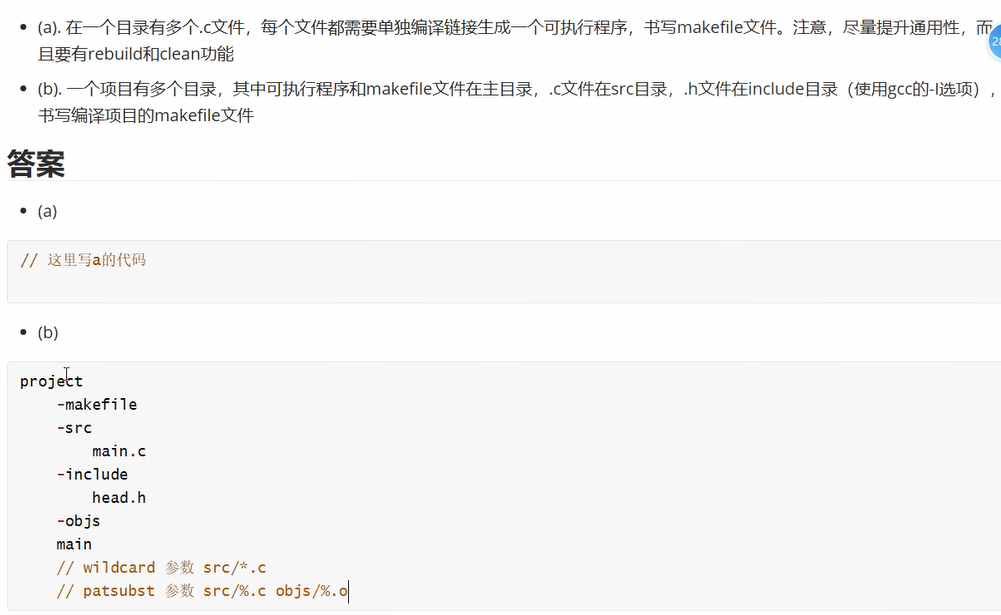 (a). 在一个目录有多个.c文件，每个文件都需要单独编译链接生成一个可执行程序，书写makefile文件。注意，尽量提升通用性，而
且要有rebuild和clean功能
(b). 一个项目有多个目录，其中可执行程序和makefile文件在主目录，.c文件在src目录，.h文件在include目录（使用gcc的-I选项），
书写编译项目的makefile文件
答案
(a)
// 这里写a的代码
(b)
project
-makefile
-src
main.c
-include
head.h
-objs
main
// wildcard 参数 src/*.c
// patsubst 参数 src/%.c objs/%.o